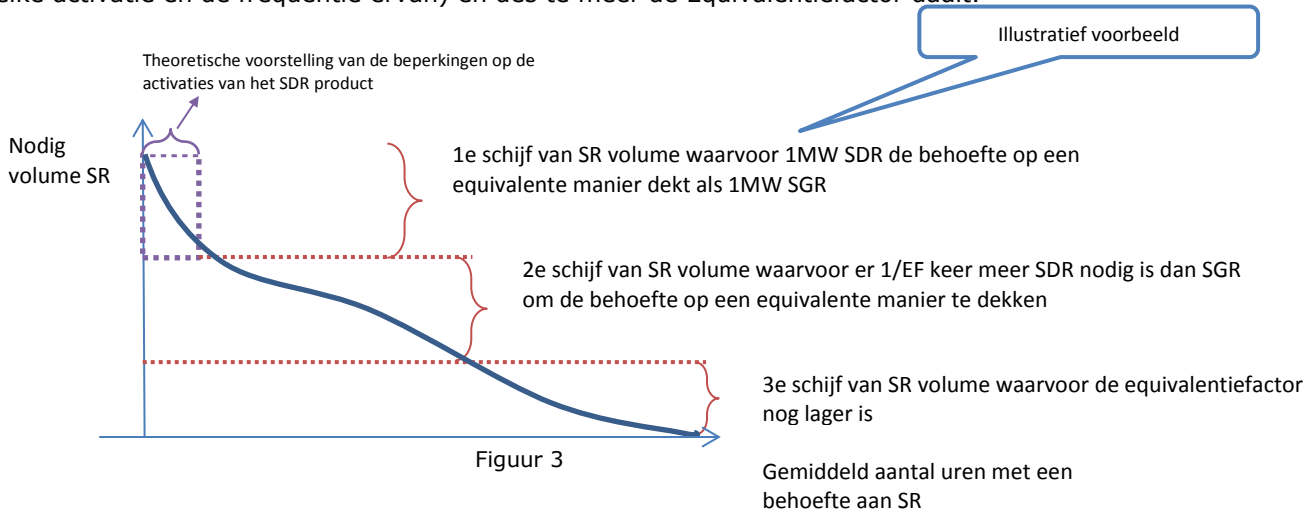 Illustratief voorbeeld
Theoretische voorstelling van de beperkingen op de
activaties van het SDR product
Nodig
volume SR
1e schijf van SR volume waarvoor 1MW SDR de behoefte op een
equivalente manier dekt als 1MW SGR
2e schijf van SR volume waarvoor er 1/EF keer meer SDR nodig is dan SGR
om de behoefte op een equivalente manier te dekken
3e schijf van SR volume waarvoor de equivalentiefactor
nog lager is
Figuur 3
Gemiddeld aantal uren met een
behoefte aan SR